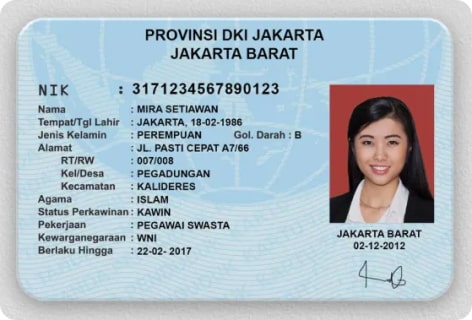 PROVINSI DKI JAKARTA
JAKARTA BARAT
NIK : 3171234567890123
Nama : MIRA SETIAWAN
Tempat/Tgl Lahir : JAKARTA, 18-02-1986
Jenis Kelamin : PEREMPUAN Gol. Darah : B
Alamat : JL. PASTI CEPAT A7/66
RT/RW : 007/008
Kel/Desa : PEGADUNGAN
Kecamatan : KALIDERES
Agama : ISLAM
Status Perkawinan : KAWIN
Pekerjaan : PEGAWAI SWASTA
Kewarganegaraan : WNI
Berlaku Hingga : 22-02- 2017
JAKARTA BARAT
02-12-2012